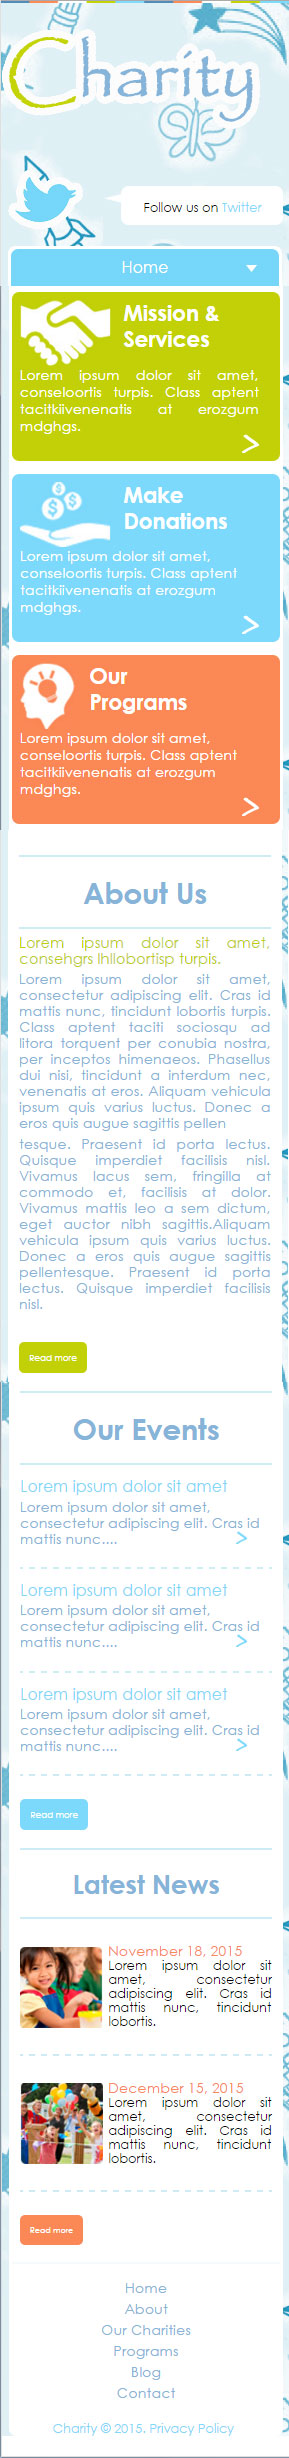 Charity
Follow us on Twitter
Home
Mission &
Services
Lorem ipsum dolor sit amet,
conseloortis turpis. Class aptent
tacitkiivenenatis at erozgum
mdghgs.
Make
Donations
Lorem ipsum dolor sit amet,
conseloortis turpis. Class aptent
tacitkiivenenatis at erozgum
mdghgs.
Our
Programs
Lorem ipsum dolor sit amet,
conseloortis turpis. Class aptent
tacitkiivenenatis at erozgum
mdghgs.
About Us
Lorem ipsum dolor sit amet,
consehgrs lhllobortisp turpis.
Lorem ipsum dolor sit amet,
consectetur adipiscing elit. Cras id
mattis nunc, tincidunt lobortis turpis.
Class aptent taciti sociosqu ad
litora torquent per conubia nostra,
per inceptos himenaeos. Phasellus
dui nisi, tincidunt a interdum nec,
venenatis at eros. Aliquam vehicula
ipsum quis varius luctus. Donec a
eros quis augue sagittis pellen
tesque. Praesent id porta lectus.
Quisque imperdiet facilisis nisl.
Vivamus lacus sem, fringilla at
commodo et, facilisis at dolor.
Vivamus mattis leo a sem dictum,
eget auctor nibh sagittis.Aliquam
vehicula ipsum quis varius luctus.
Donec a eros quis augue sagittis
pellentesque. Praesent id porta
lectus. Quisque imperdiet facilisis
nisl.
Read more
Our Events
Lorem ipsum dolor sit amet
Lorem ipsum dolor sit amet,
consectetur adipiscing elit. Cras id
mattis nunc....
Lorem ipsum dolor sit amet
Lorem ipsum dolor sit amet,
consectetur adipiscing elit. Cras id
mattis nunc....
Lorem ipsum dolor sit amet
Lorem ipsum dolor sit amet,
consectetur adipiscing elit. Cras id
mattis nunc....
Read more
Latest News
November 18, 2015
Lorem ipsum dolor sit
amet, consectetur
adipiscing elit. Cras id
mattis nunc, tincidunt
lobortis.
December 15, 2015
Lorem ipsum dolor sit
amet, consectetur
adipiscing elit. Cras id
mattis nunc, tincidunt
lobortis.
Read more
Home
About
Our Charities
Programs
Blog
Contact
Charity © 2015. Privacy Policy